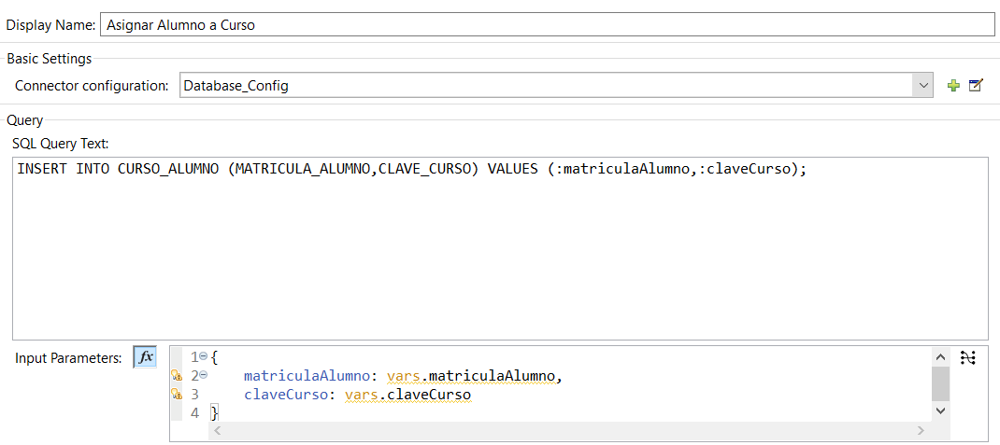 Display Name: Asignar Alumno a Curso
Basic Settings
Connector configuration: Database_Config
Query
SQL Query Text:
INSERT INTO CURSO_ALUMNO (MATRICULA_ALUMNO,CLAVE_CURSO) VALUES (:matriculaAlumno,:claveCurso);
Input Parameters: fx
1 {
2 matriculaAlumno: vars.matriculaAlumno,
3 claveCurso: vars.claveCurso
4 }